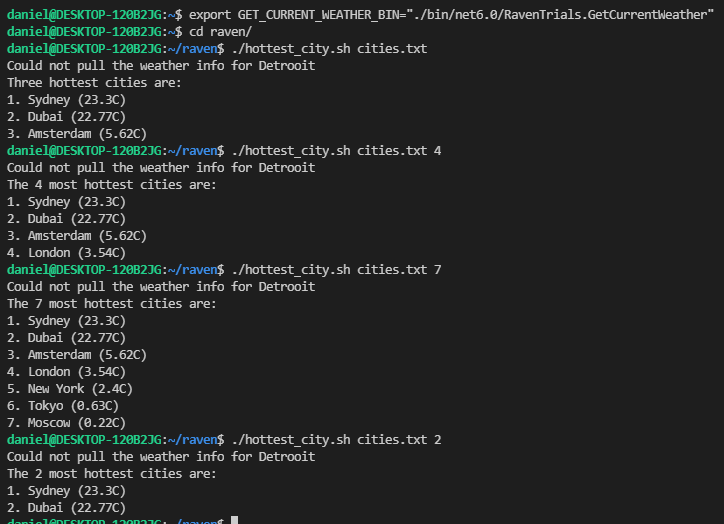 daniel@DESKTOP-120B2JG:~$ export GET_CURRENT_WEATHER_BIN="./bin/net6.0/RavenTrials.GetCurrentWeather"
daniel@DESKTOP-120B2JG:~$ cd raven/
daniel@DESKTOP-120B2JG:~/raven$ ./hottest_city.sh cities.txt
Could not pull the weather info for Detrooit
Three hottest cities are:
1. Sydney (23.3C)
2. Dubai (22.77C)
3. Amsterdam (5.62C)
daniel@DESKTOP-120B2JG:~/raven$ ./hottest_city.sh cities.txt 4
Could not pull the weather info for Detrooit
The 4 most hottest cities are:
1. Sydney (23.3C)
2. Dubai (22.77C)
3. Amsterdam (5.62C)
4. London (3.54C)
daniel@DESKTOP-120B2JG:~/raven$ ./hottest_city.sh cities.txt 7
Could not pull the weather info for Detrooit
The 7 most hottest cities are:
1. Sydney (23.3C)
2. Dubai (22.77C)
3. Amsterdam (5.62C)
4. London (3.54C)
5. New York (2.4C)
6. Tokyo (0.63C)
7. Moscow (0.22C)
daniel@DESKTOP-120B2JG:~/raven$ ./hottest_city.sh cities.txt 2
Could not pull the weather info for Detrooit
The 2 most hottest cities are:
1. Sydney (23.3C)
2. Dubai (22.77C)
daniel@DESKTOP-120B2JG:~/raven$